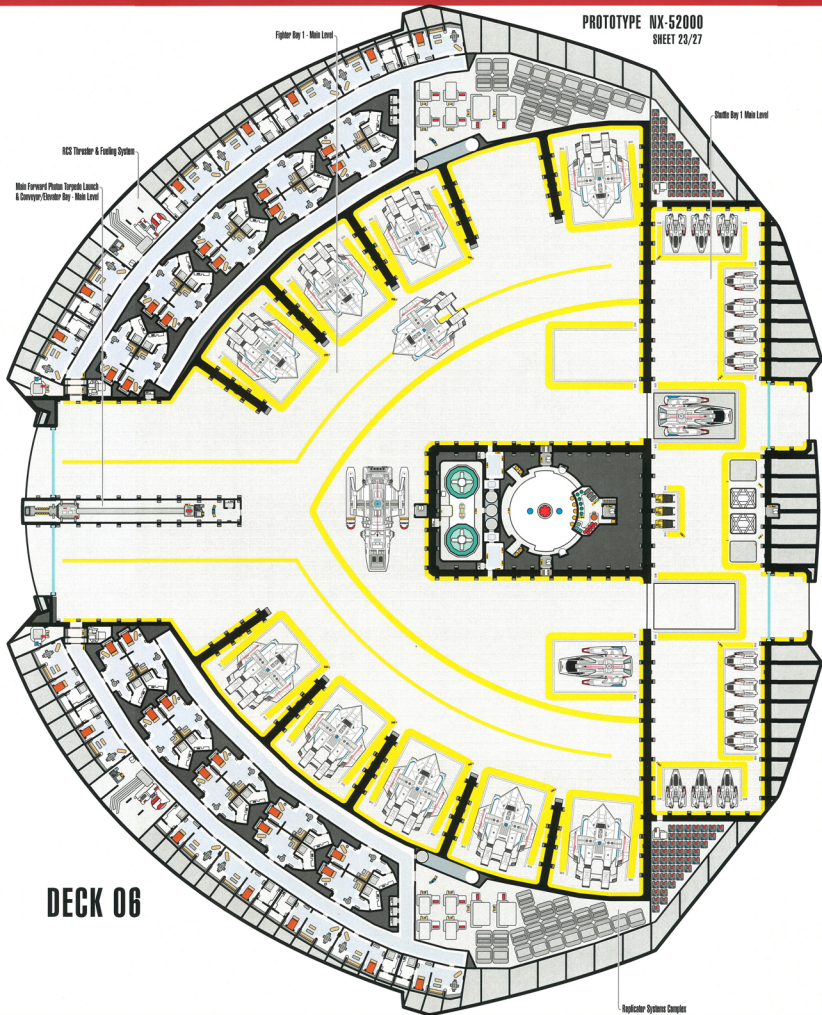 PROTOTYPE NX-52000
SHEET 23/27
Fighter Bay 1 - Main Level
Shuttle Bay 1 Main Level
RCS Thruster & Fueling System
Main Forward Photon Torpedo Launch
& Conveyor/Elevator Bay - Main Level
DECK 06
Replicator Systems Complex